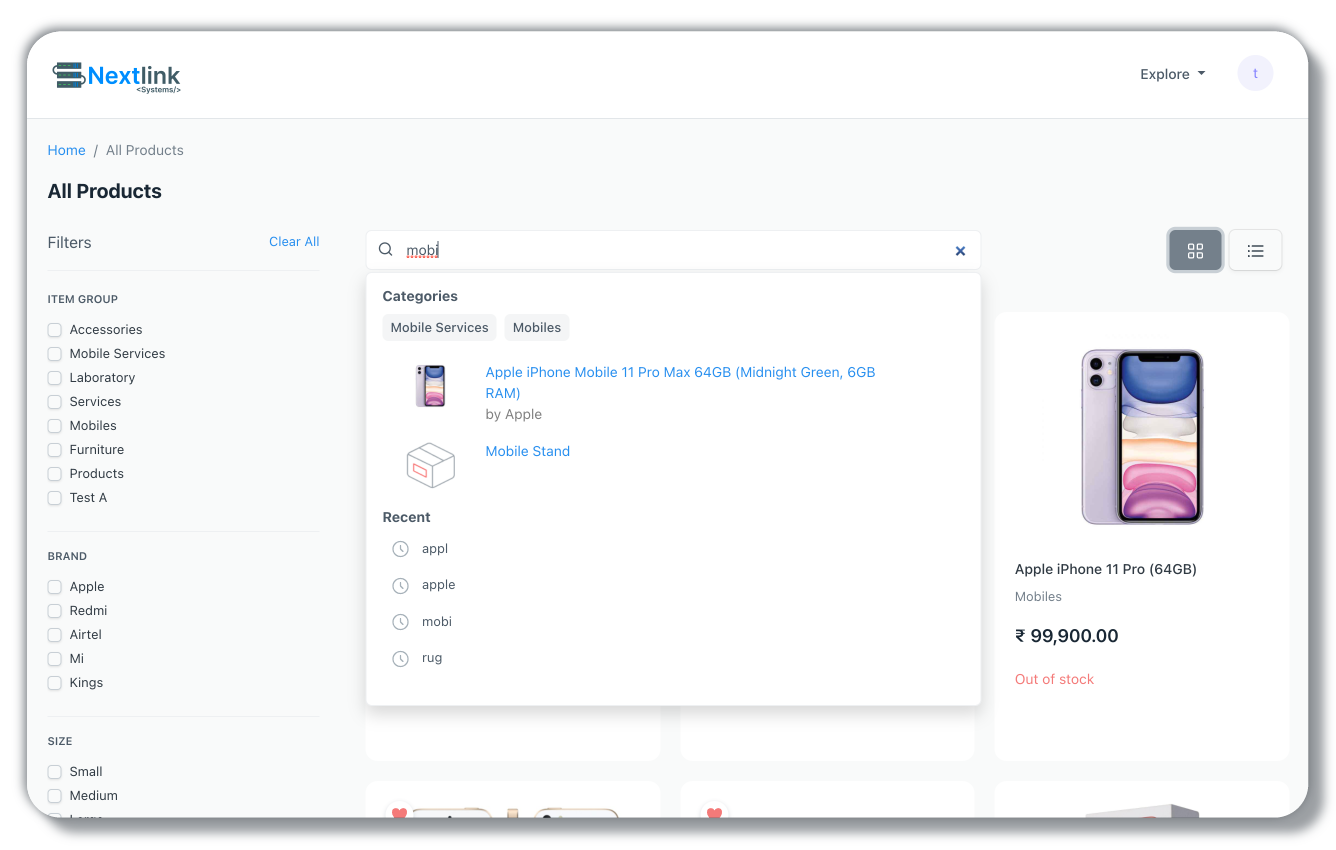 Nextlink
<Systems/>
Explore
t
Home / All Products
All Products
Filters
Clear All
ITEM GROUP
Accessories
Mobile Services
Laboratory
Services
Mobiles
Furniture
Products
Test A
BRAND
Apple
Redmi
Airtel
Mi
Kings
SIZE
Small
Medium
mobi
Categories
Mobile Services
Mobiles
Apple iPhone Mobile 11 Pro Max 64GB (Midnight Green, 6GB
RAM)
by Apple
Mobile Stand
Recent
appl
apple
mobi
rug
Apple iPhone 11 Pro (64GB)
Mobiles
₹ 99,900.00
Out of stock